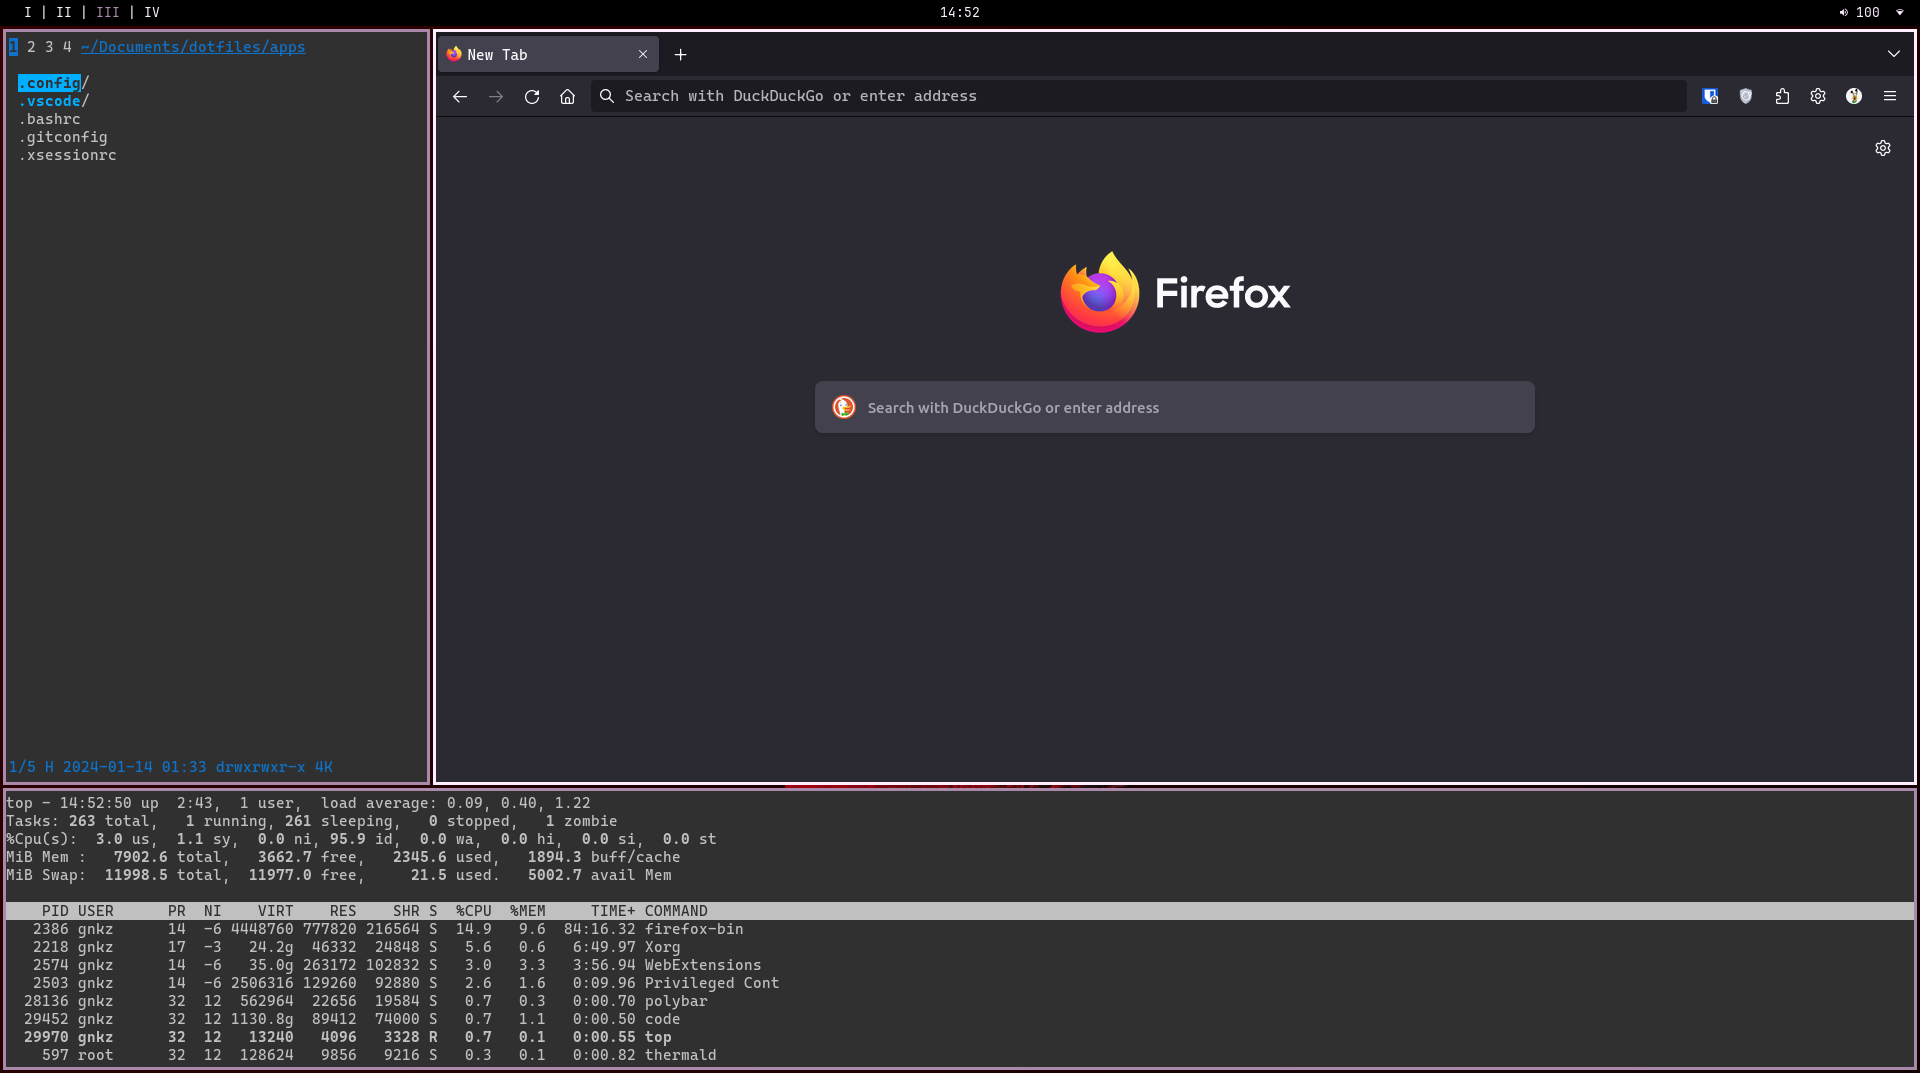 I | II | III | IV
14:52
100
1 2 3 4 ~/Documents/dotfiles/apps
.config/
.vscode/
.bashrc
.gitconfig
.xsessionrc
1/5 H 2024-01-14 01:33 drwxrwxr-x 4K
New Tab
Search with DuckDuckGo or enter address
Firefox
Search with DuckDuckGo or enter address
top - 14:52:50 up  2:43,  1 user,  load average: 0.09, 0.40, 1.22
Tasks: 263 total,   1 running, 261 sleeping,   0 stopped,   1 zombie
%Cpu(s):  3.0 us,  1.1 sy,  0.0 ni, 95.9 id,  0.0 wa,  0.0 hi,  0.0 si,  0.0 st
MiB Mem :   7902.6 total,   3662.7 free,   2345.6 used,   1894.3 buff/cache
MiB Swap:  11998.5 total,  11977.0 free,     21.5 used.   5002.7 avail Mem
PID USER      PR  NI    VIRT    RES    SHR S  %CPU  %MEM     TIME+ COMMAND
2386 gnkz      14  -6 4448760 777820 216564 S  14.9   9.6  84:16.32 firefox-bin
2218 gnkz      17  -3   24.2g  46332  24848 S   5.6   0.6   6:49.97 Xorg
2574 gnkz      14  -6   35.0g 263172 102832 S   3.0   3.3   3:56.94 WebExtensions
2503 gnkz      14  -6 2506316 129260  92880 S   2.6   1.6   0:09.96 Privileged Cont
28136 gnkz      32  12  562964  22656  19584 S   0.7   0.3   0:00.70 polybar
29452 gnkz      32  12 1130.8g  89412  74000 S   0.7   1.1   0:00.50 code
29970 gnkz      32  12   13240   4096   3328 R   0.7   0.1   0:00.55 top
597 root      32  12  128624   9856   9216 S   0.3   0.1   0:00.82 thermald